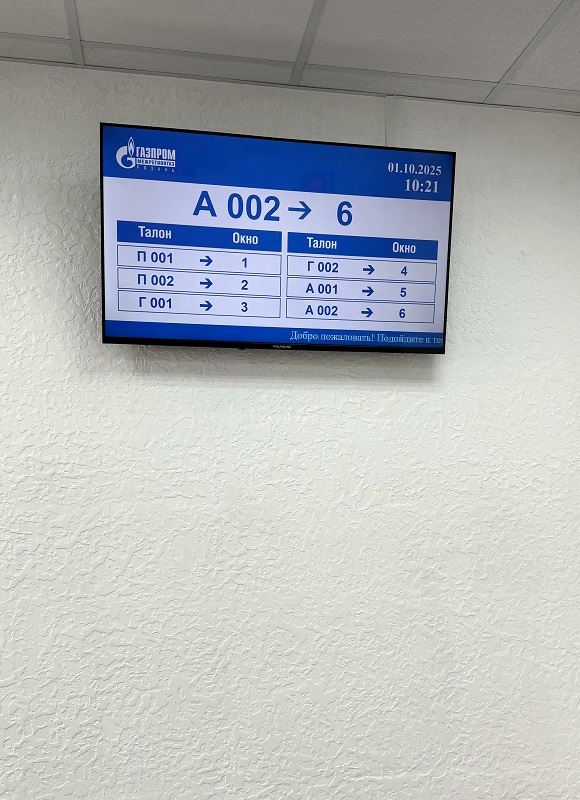 ГАЗПРОМ
МЕЖРЕГИОНГАЗ
РЯЗАНЬ
01.10.2025
10:21
А 002 → 6
Талон Окно
П 001 → 1
П 002 → 2
Г 001 → 3
Талон Окно
Г 002 → 4
А 001 → 5
А 002 → 6
Добро пожаловать! Подойдите к те